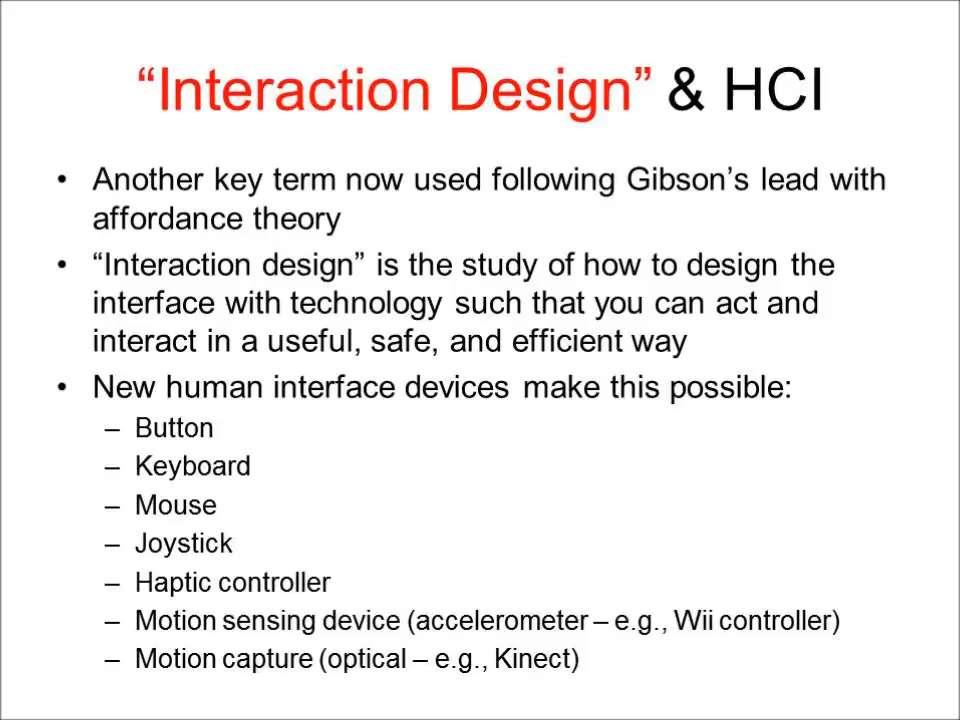 “Interaction Design” & HCI
• Another key term now used following Gibson’s lead with
affordance theory
• “Interaction design” is the study of how to design the
interface with technology such that you can act and
interact in a useful, safe, and efficient way
• New human interface devices make this possible:
– Button
– Keyboard
– Mouse
– Joystick
– Haptic controller
– Motion sensing device (accelerometer – e.g., Wii controller)
– Motion capture (optical – e.g., Kinect)